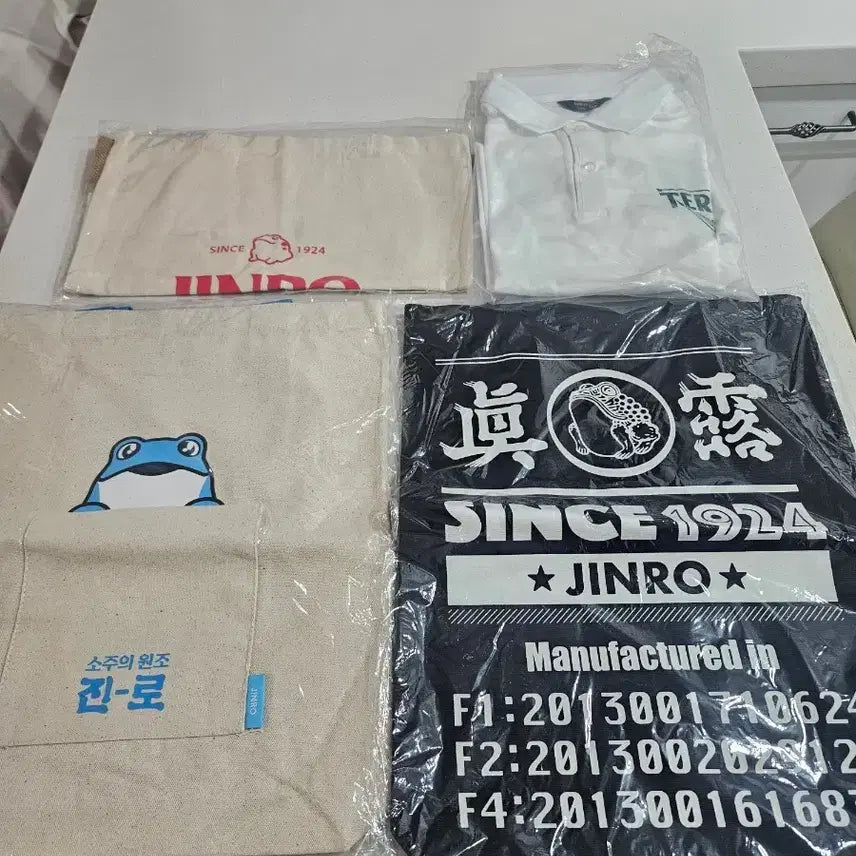 SINCE 1924
JINRO
TER
소주의 원조
진-로
JINRO
眞 露
SINCE 1924
★ JINRO ★
Manufactured in
F1:201300171062
F2:2013002
F4:20130016168